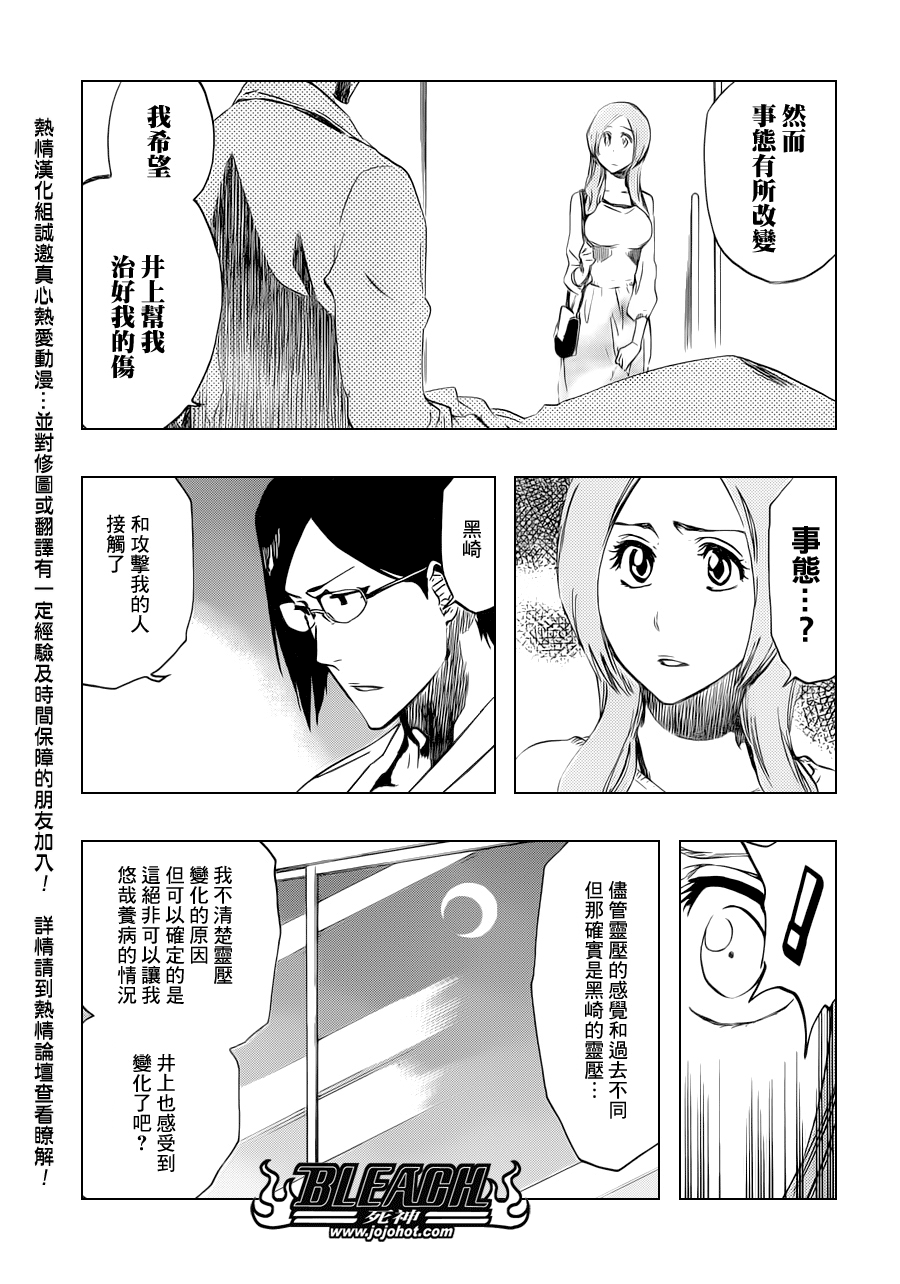 然而
事態有所改變
我希望
井上幫我
治好我的傷
事態…?
黑崎
和攻擊我的人
接觸了
!
儘管靈壓的感覺和過去不同
但那確實是黑崎的靈壓…
我不清楚靈壓
變化的原因
但可以確定的是
這絕非可以讓我
悠哉養病的情況
井上也感受到
變化了吧?
熱情漢化組誠邀真心熱愛動漫…並對修圖或翻譯有一定經驗及時間保障的朋友加入! 詳情請到熱情論壇查看瞭解!
BLEACH
死神
www.jojohot.com